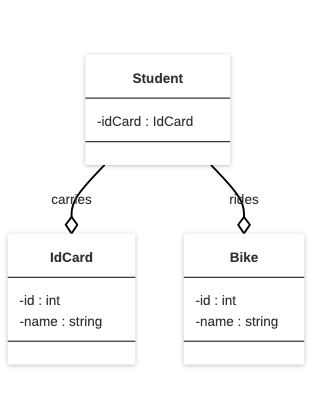 Student
-idCard : IdCard
carries
rides
IdCard
-id : int
-name : string
Bike
-id : int
-name : string